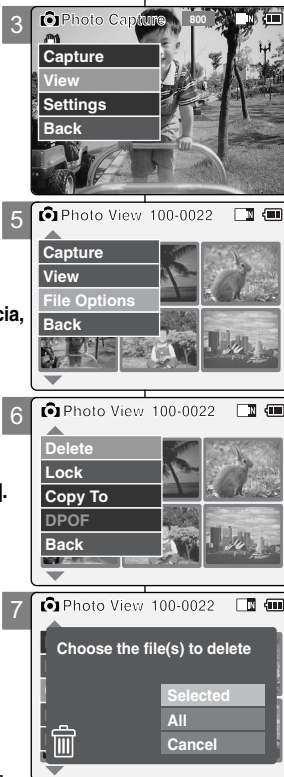 3
Photo Capture 800
Capture
View
Settings
Back
5
Photo View 100-0022 N
Capture
View
File Options
cia,
Back
6
Photo View 100-0022 N
Delete
Lock
].
Copy To
DPOF
Back
7
Photo View 100-0022 N
Choose the file(s) to delete
Selected
All
Cancel